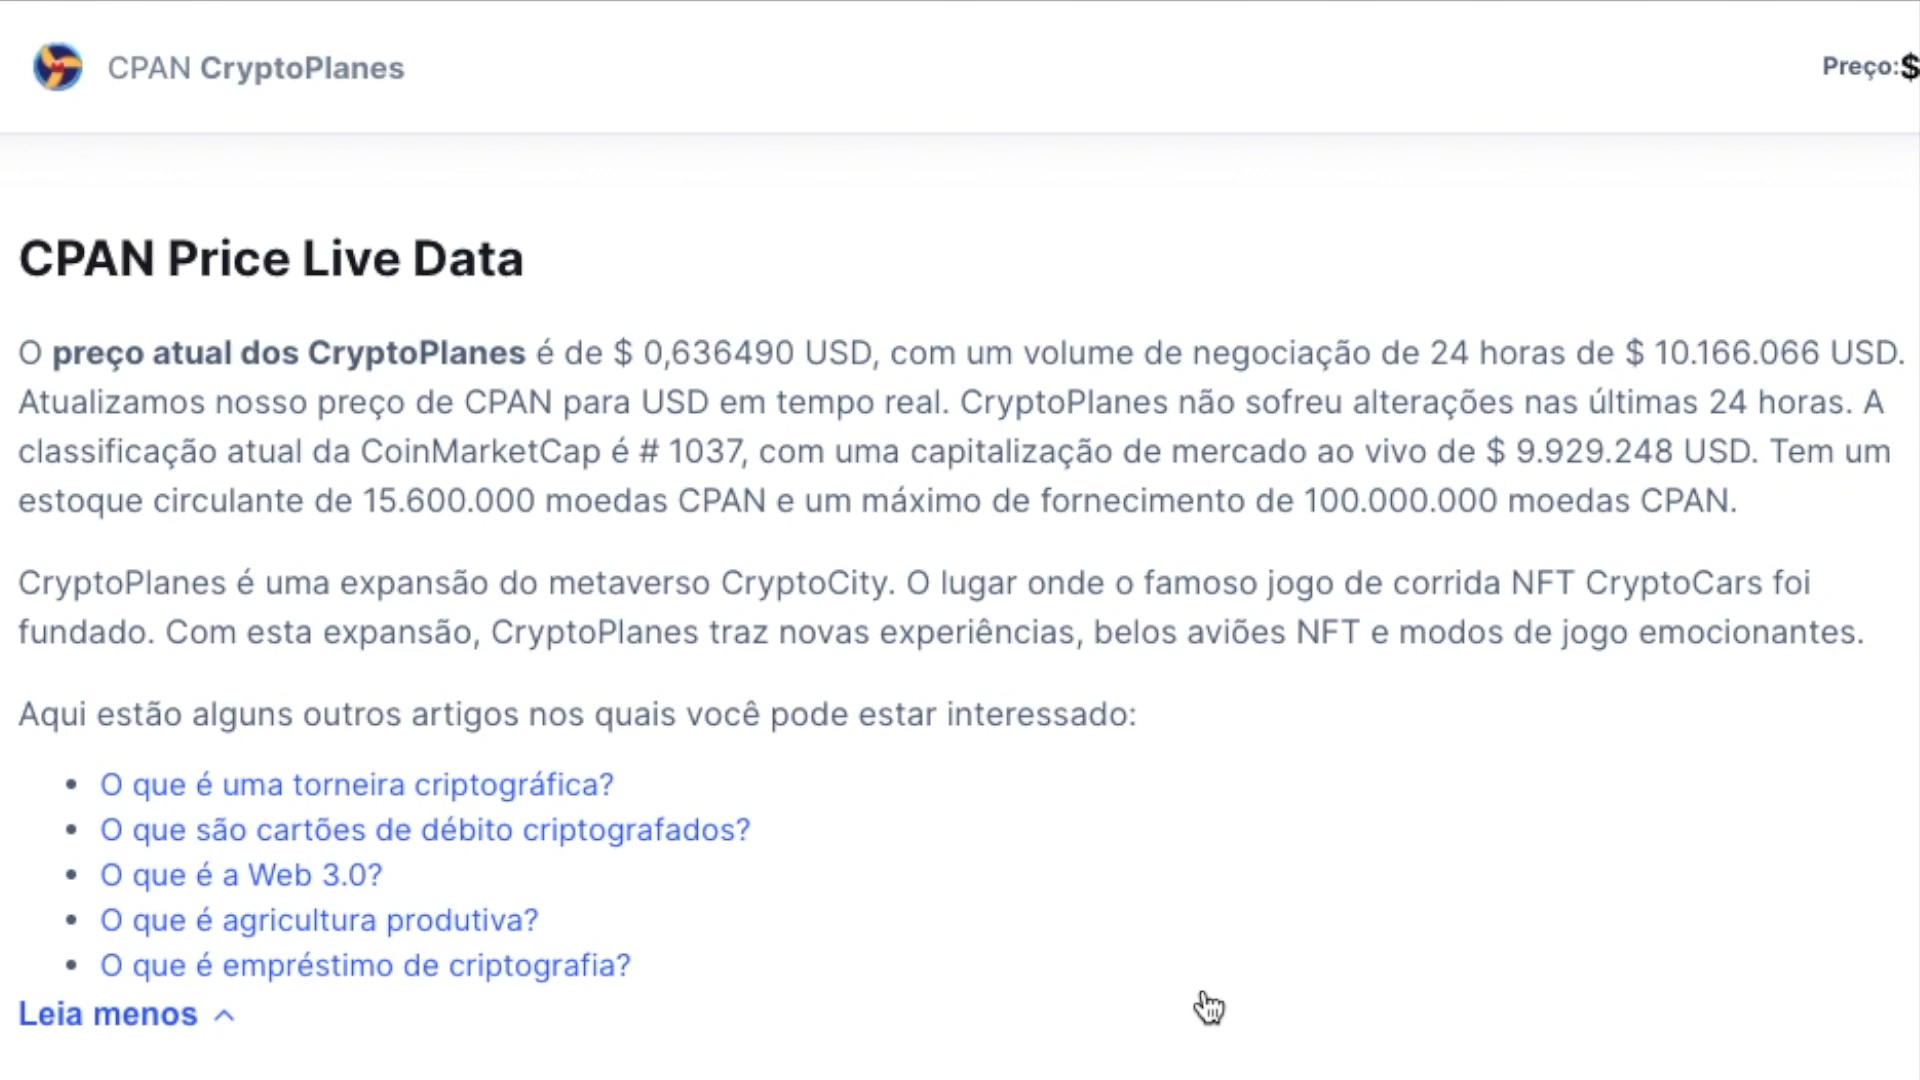 CPAN CryptoPlanes
Preço:$
CPAN Price Live Data
O preço atual dos CryptoPlanes é de $ 0,636490 USD, com um volume de negociação de 24 horas de $ 10.166.066 USD.
Atualizamos nosso preço de CPAN para USD em tempo real. CryptoPlanes não sofreu alterações nas últimas 24 horas. A
classificação atual da CoinMarketCap é # 1037, com uma capitalização de mercado ao vivo de $ 9.929.248 USD. Tem um
estoque circulante de 15.600.000 moedas CPAN e um máximo de fornecimento de 100.000.000 moedas CPAN.
CryptoPlanes é uma expansão do metaverso CryptoCity. O lugar onde o famoso jogo de corrida NFT CryptoCars foi
fundado. Com esta expansão, CryptoPlanes traz novas experiências, belos aviões NFT e modos de jogo emocionantes.
Aqui estão alguns outros artigos nos quais você pode estar interessado:
• O que é uma torneira criptográfica?
• O que são cartões de débito criptografados?
• O que é a Web 3.0?
• O que é agricultura produtiva?
• O que é empréstimo de criptografia?
Leia menos